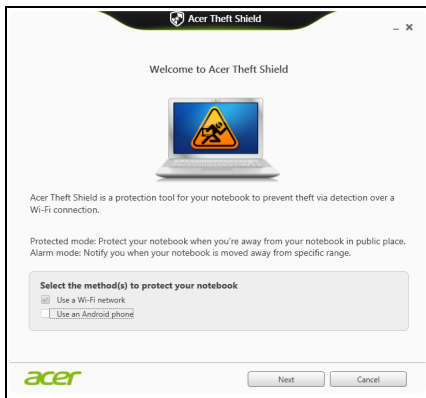 Acer Theft Shield
Welcome to Acer Theft Shield
Acer Theft Shield is a protection tool for your notebook to prevent theft via detection over a
Wi-Fi connection.
Protected mode: Protect your notebook when you're away from your notebook in public place.
Alarm mode: Notify you when your notebook is moved away from specific range.
Select the method(s) to protect your notebook
Use a Wi-Fi network
Use an Android phone
acer
Next
Cancel